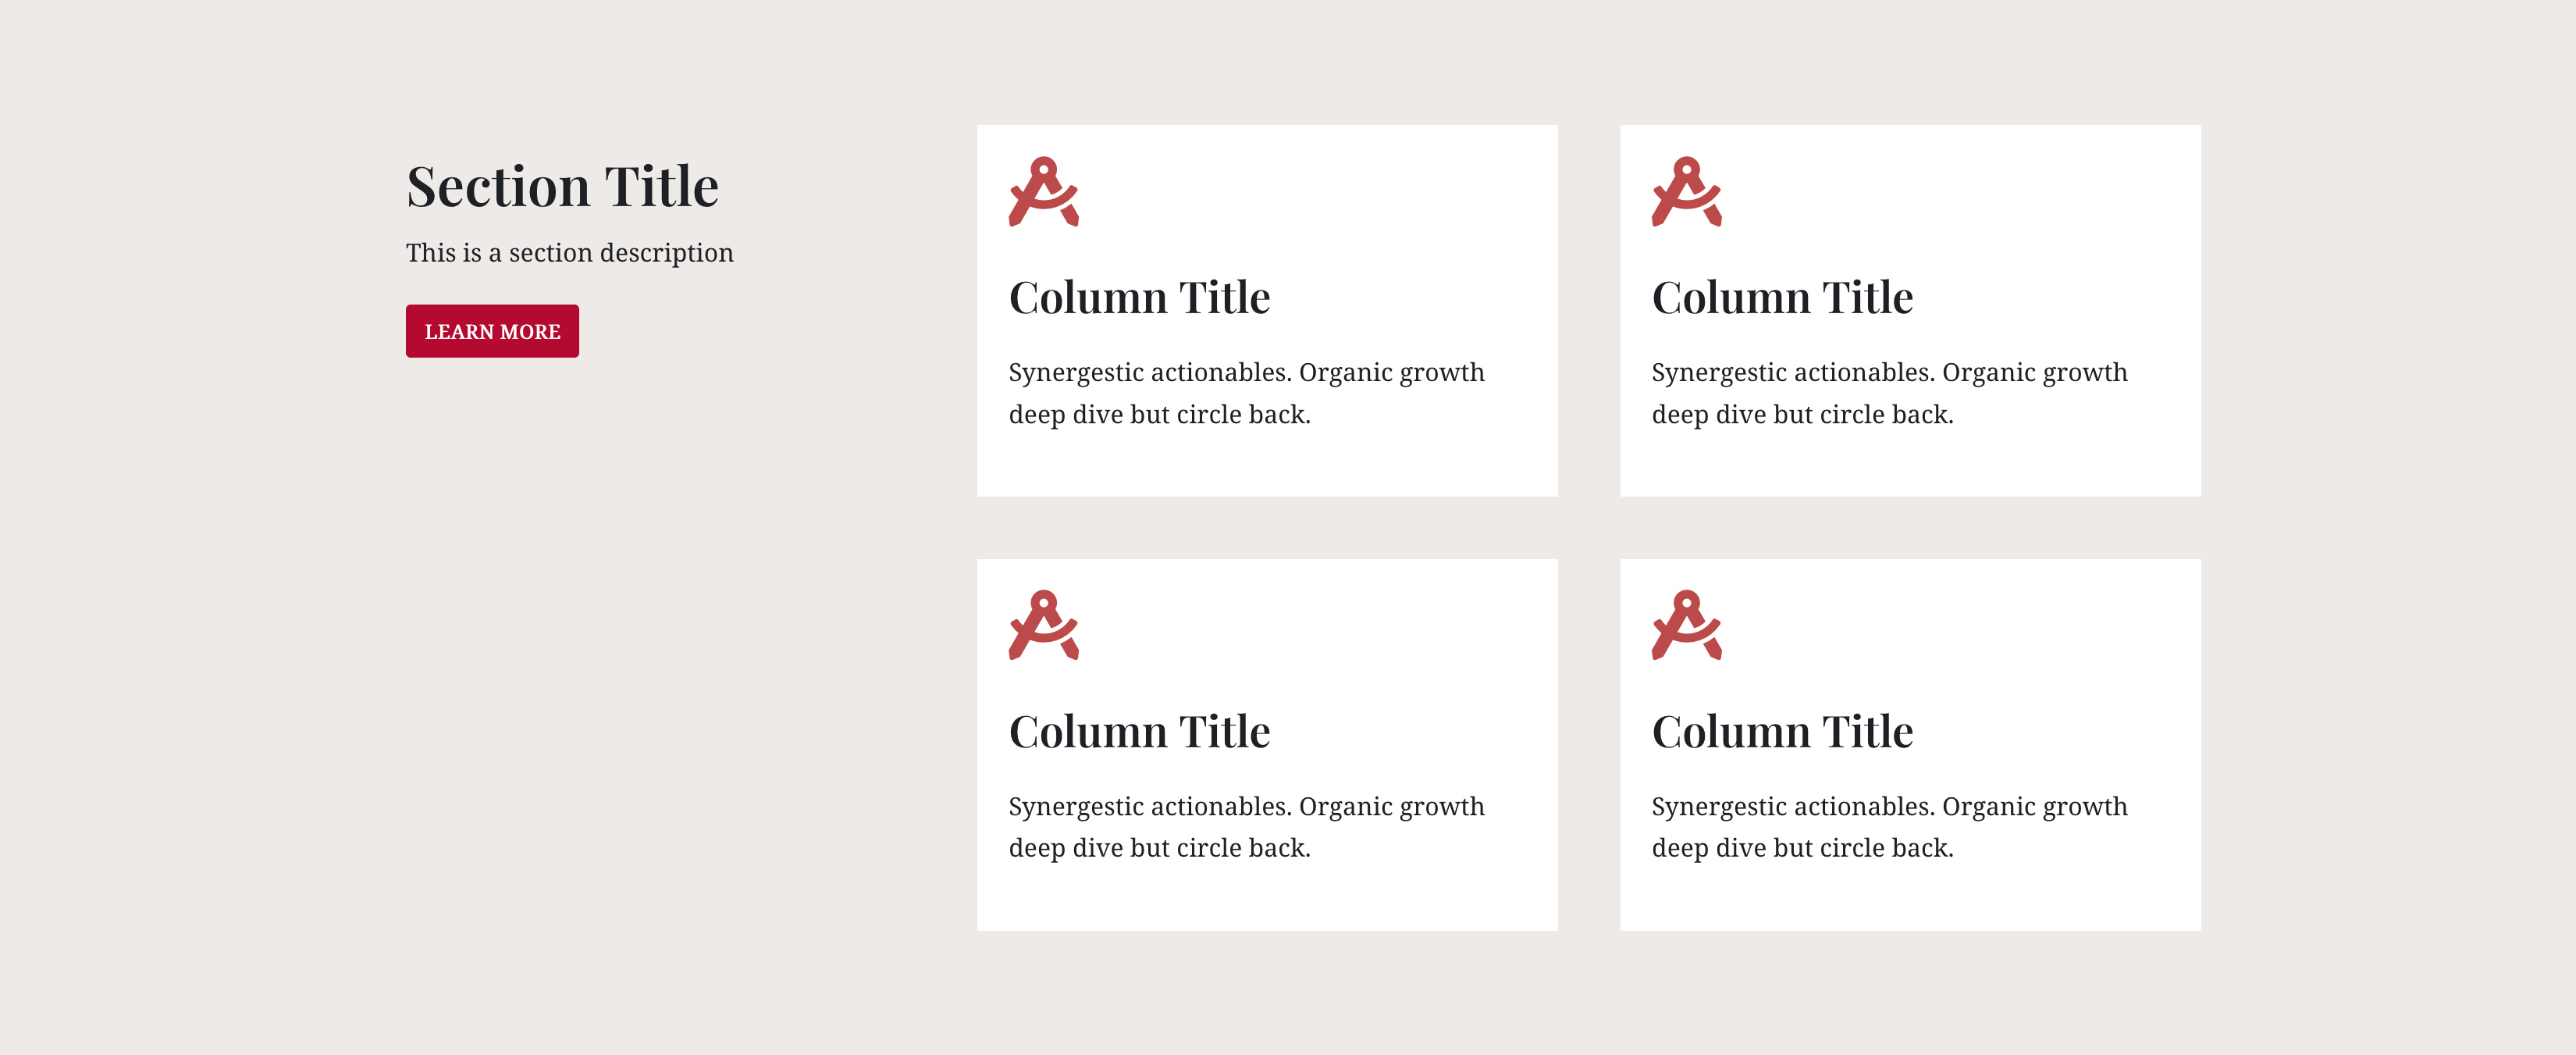 Section Title
This is a section description
LEARN MORE
Column Title
Synergestic actionables. Organic growth
deep dive but circle back.
Column Title
Synergestic actionables. Organic growth
deep dive but circle back.
Column Title
Synergestic actionables. Organic growth
deep dive but circle back.
Column Title
Synergestic actionables. Organic growth
deep dive but circle back.